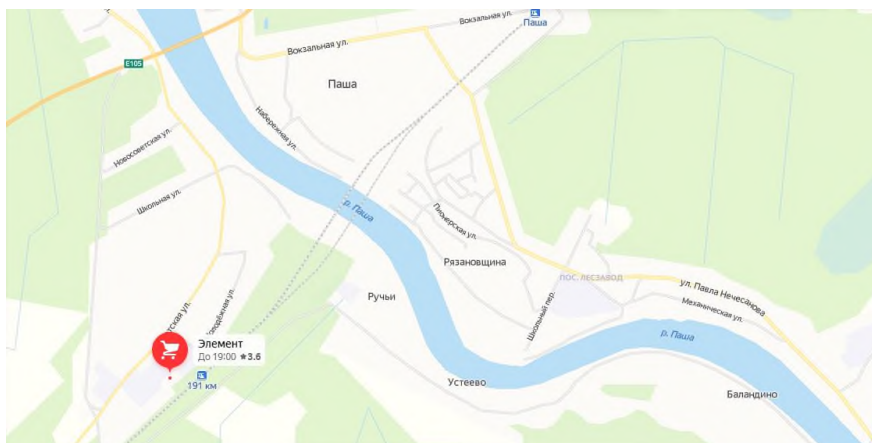 Вокзальная ул.
Паша
Вокзальная ул.
E105
Паша
Набережная ул.
Новосоветская ул.
Школьная ул.
р. Паша
Пионерская ул.
Рязановщина
ПОС. ЛЕСЗАВОД
ул. Павла Нечесанова
Ручьи
Школьный пер.
Механическая ул.
р. Паша
Элемент
До 19:00 ★3.6
191 км
Устеево
Баландино